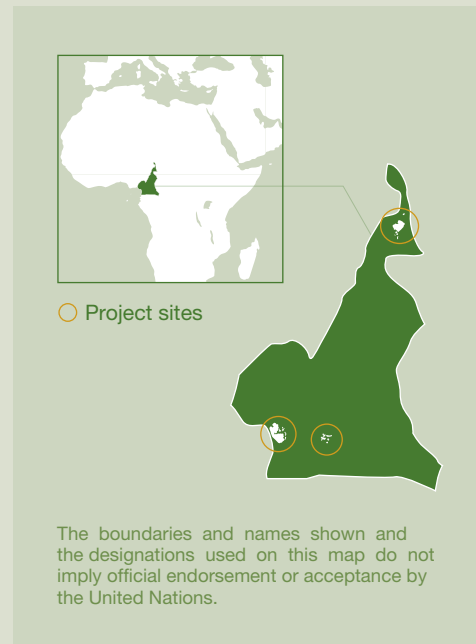 Project sites
The boundaries and names shown and
the designations used on this map do not
imply official endorsement or acceptance by
the United Nations.